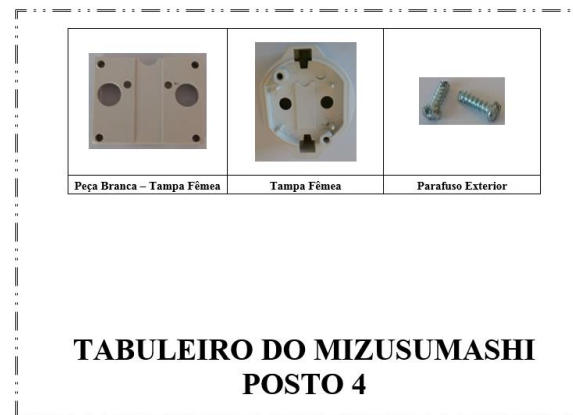 Peça Branca – Tampa Fêmea
Tampa Fêmea
Parafuso Exterior
TABULEIRO DO MIZUSUMASHI
POSTO 4